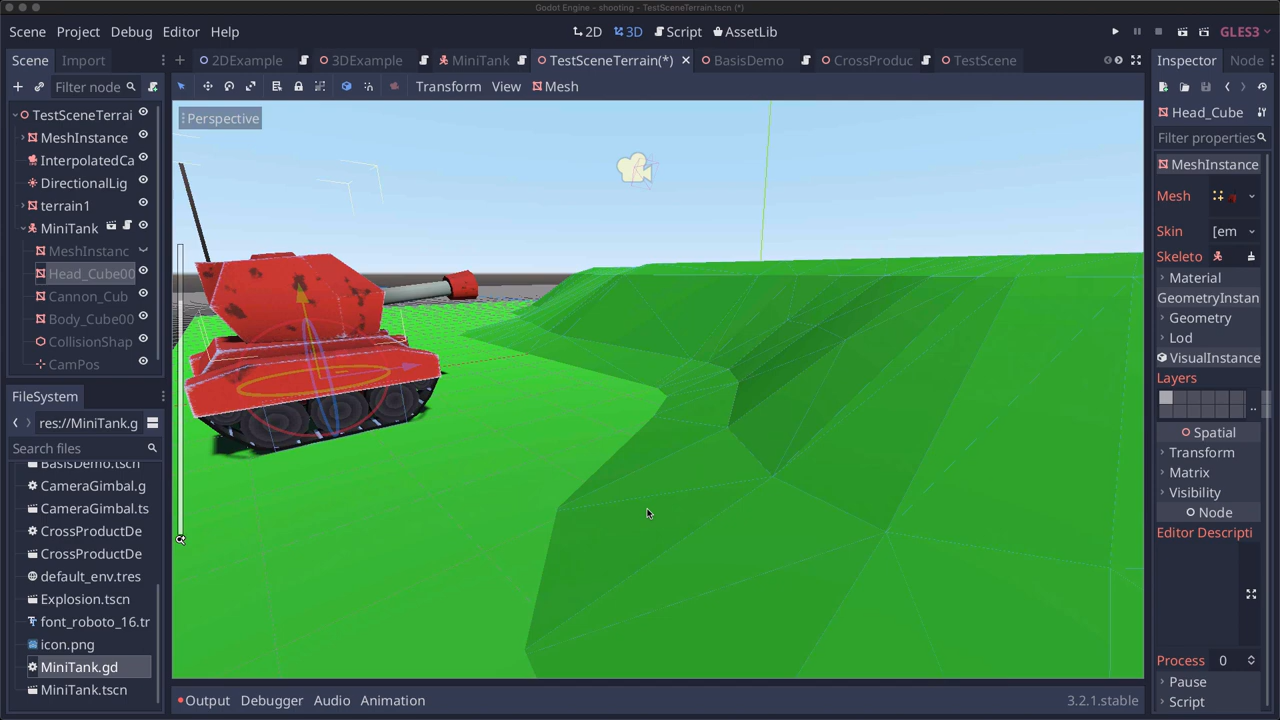 Godot Engine - shooting - TestSceneTerrain.tscn (*)
Scene Project Debug Editor Help 2D 3D Script AssetLib GLES3
Scene Import 2DExample 3DExample MiniTank TestSceneTerrain(*) BasisDemo CrossProduc TestScene Inspector Node
Filter node Transform View Mesh
TestSceneTerrai Perspective Head_Cube
MeshInstance Filter properties
InterpolatedCa MeshInstance
DirectionalLig Mesh
terrain1
MiniTank Skin [em
MeshInstanc Skeleto
Head_Cube00 Material
Cannon_Cub GeometryInstan
Body_Cube00 Geometry
CollisionShap Lod
CamPos VisualInstance
FileSystem Layers
res://MiniTank.g
Search files Spatial
BasisDemo.tscn Transform
CameraGimbal.g Matrix
CameraGimbal.ts Visibility
CrossProductDe Node
CrossProductDe Editor Descripti
default_env.tres
Explosion.tscn
font_roboto_16.tr
icon.png
MiniTank.gd Process 0
MiniTank.tscn Pause
Output Debugger Audio Animation 3.2.1.stable Script